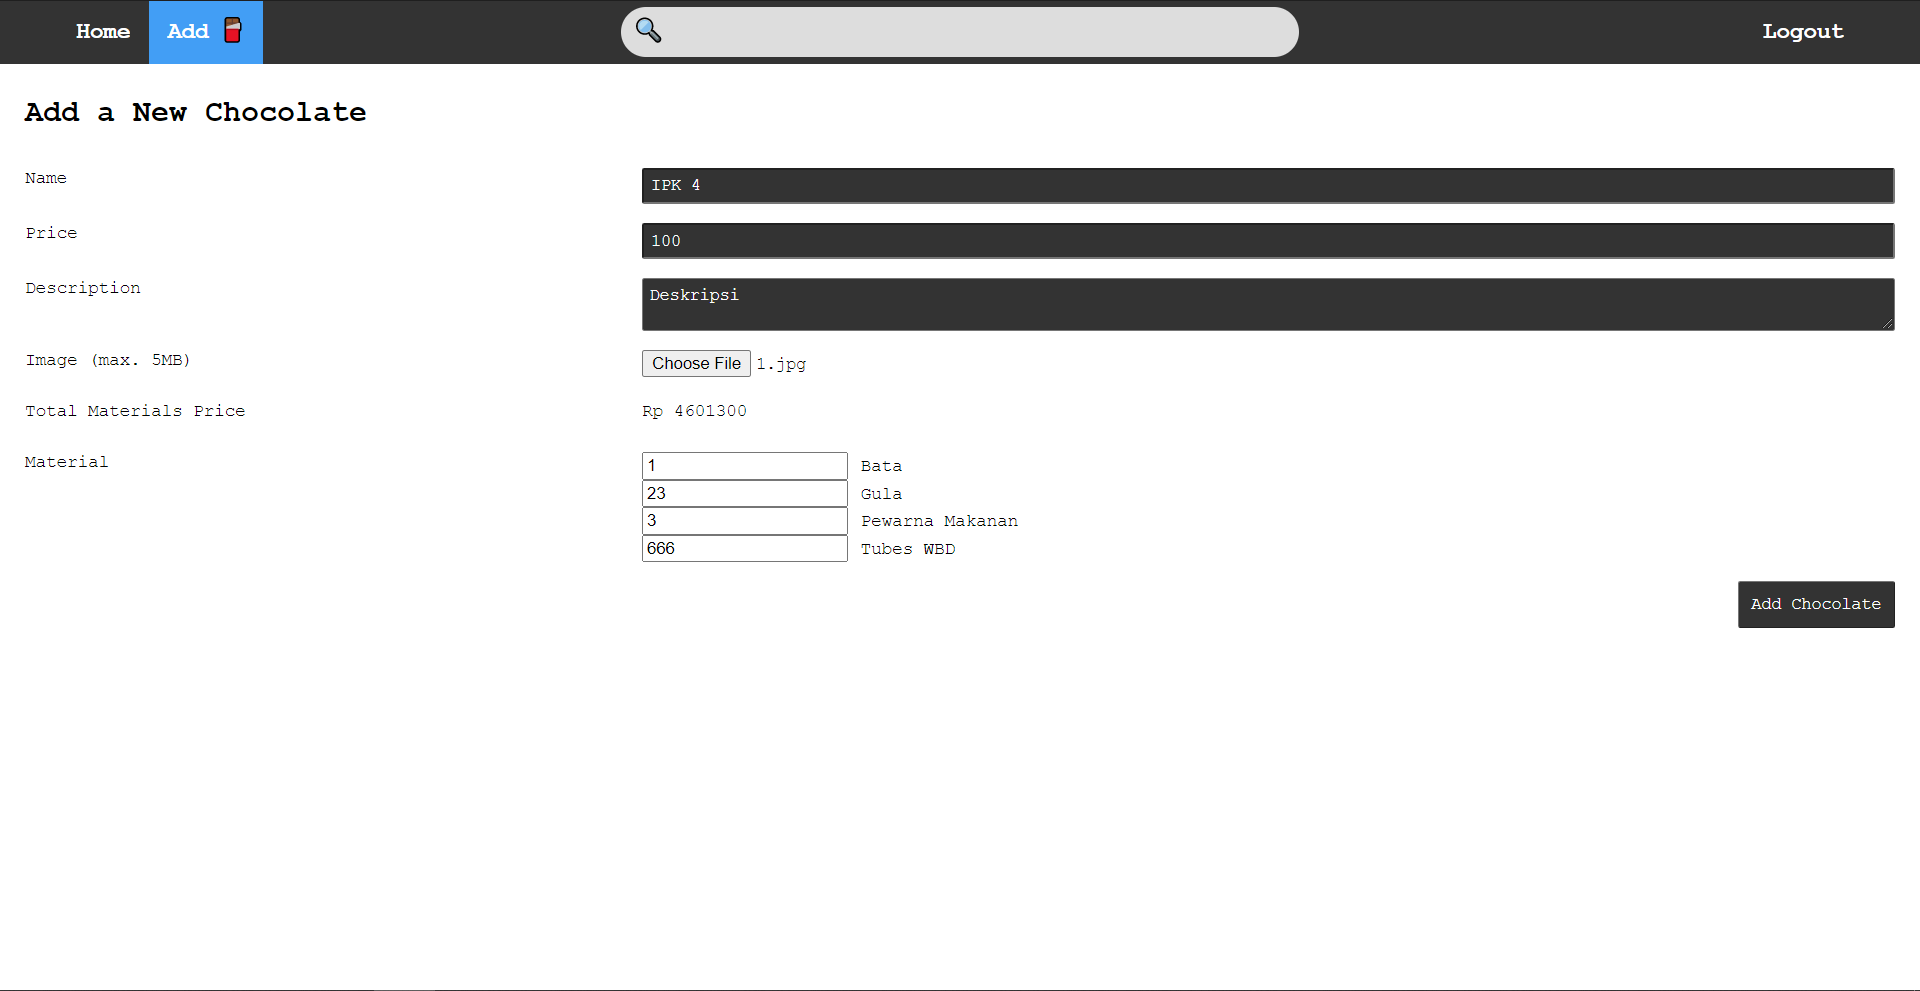 Home Add Logout
Add a New Chocolate
Name IPK 4
Price 100
Description Deskripsi
Image (max. 5MB) Choose File 1.jpg
Total Materials Price Rp 4601300
Material 1 Bata
23 Gula
3 Pewarna Makanan
666 Tubes WBD
Add Chocolate